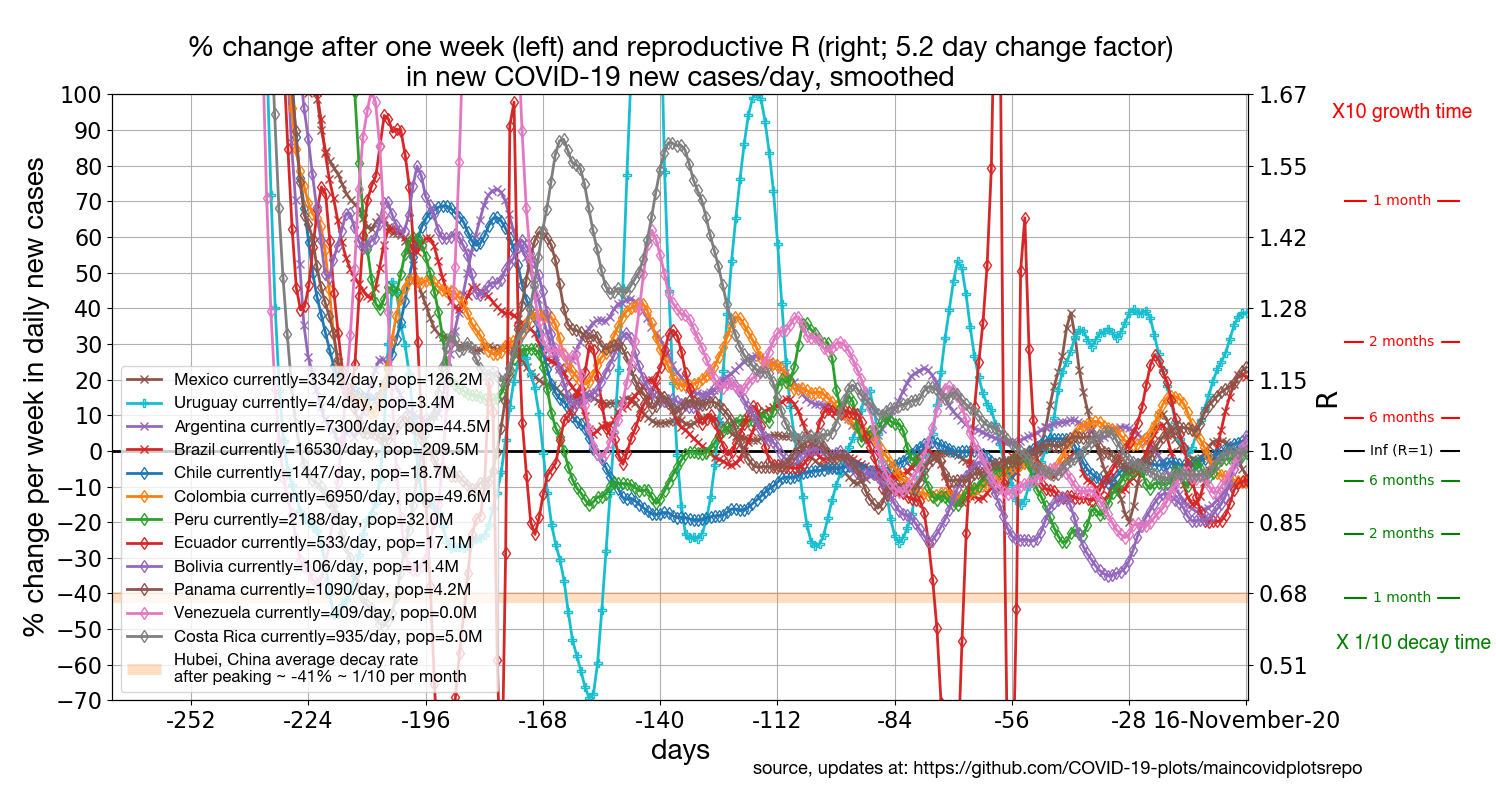 % change after one week (left) and reproductive R (right; 5.2 day change factor)
in new COVID-19 new cases/day, smoothed
% change per week in daily new cases
100
90
80
70
60
50
40
30
20
10
0
−10
−20
−30
−40
−50
−60
−70
Mexico currently=3342/day, pop=126.2M
Uruguay currently=74/day, pop=3.4M
Argentina currently=7300/day, pop=44.5M
Brazil currently=16530/day, pop=209.5M
Chile currently=1447/day, pop=18.7M
Colombia currently=6950/day, pop=49.6M
Peru currently=2188/day, pop=32.0M
Ecuador currently=533/day, pop=17.1M
Bolivia currently=106/day, pop=11.4M
Panama currently=1090/day, pop=4.2M
Venezuela currently=409/day, pop=0.0M
Costa Rica currently=935/day, pop=5.0M
Hubei, China average decay rate
after peaking ~ -41% ~ 1/10 per month
1.67
1.55
1.42
1.28
1.15
1.0
0.85
0.68
0.51
R
X10 growth time
1 month
2 months
6 months
Inf (R=1)
6 months
2 months
1 month
X 1/10 decay time
-252 -224 -196 -168 -140 -112 -84 -56 -28 16-November-20
days
source, updates at: https://github.com/COVID-19-plots/maincovidplotsrepo